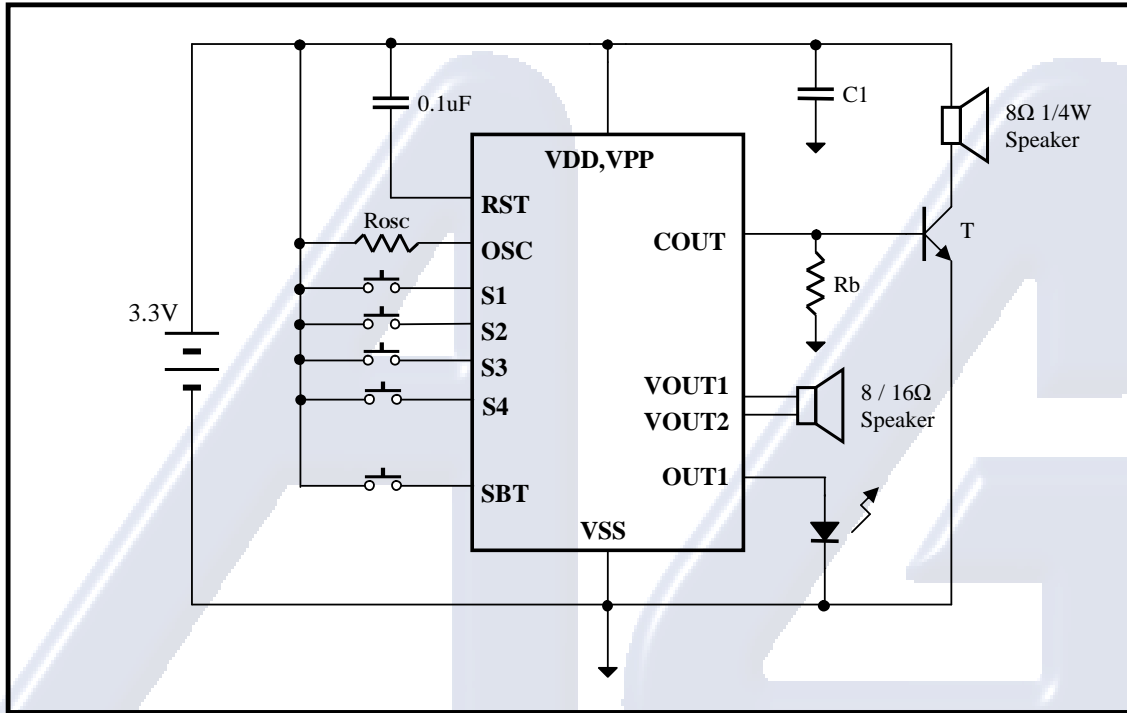 0.1uF
C1
8Ω 1/4W
Speaker
VDD,VPP
RST
Rosc
OSC
COUT
T
S1
Rb
3.3V
S2
S3
VOUT1
8 / 16Ω
S4
VOUT2
Speaker
OUT1
SBT
VSS